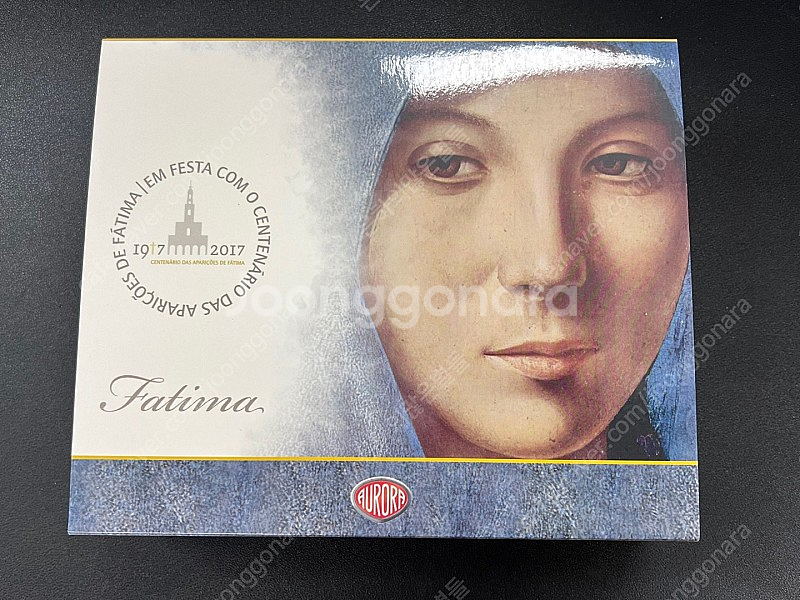 EM FESTA COM O CENTENÁRIO DAS APARIÇÕES DE FÁTIMA |
1917 2017
CENTENÁRIO DAS APARIÇÕES DE FÁTIMA
Joonggonara
Fatima
AURORA